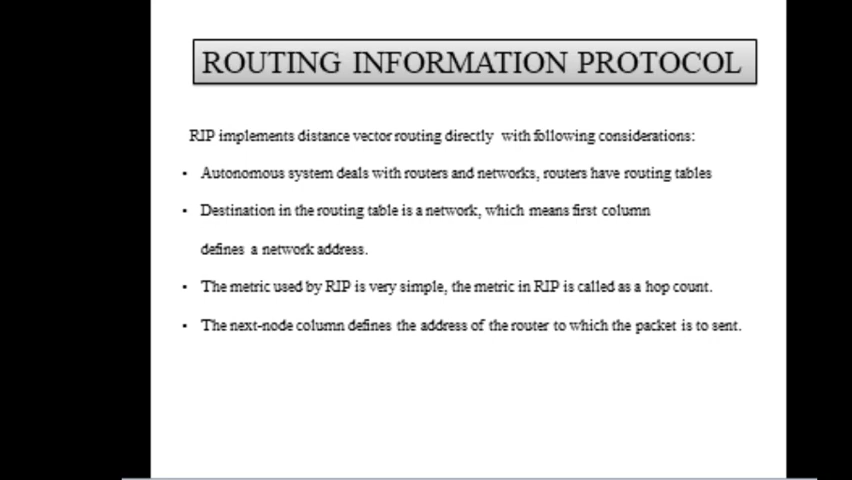 ROUTING INFORMATION PROTOCOL
RIP implements distance vector routing directly with following considerations:
• Autonomous system deals with routers and networks, routers have routing tables
• Destination in the routing table is a network, which means first column
defines a network address.
• The metric used by RIP is very simple, the metric in RIP is called as a hop count.
• The next-node column defines the address of the router to which the packet is to sent.